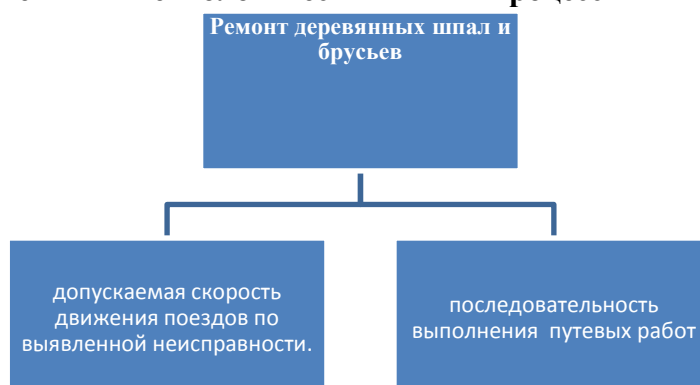 Ремонт деревянных шпал и
брусьев
допускаемая скорость
движения поездов по
выявленной неисправности.
последовательность
выполнения путевых работ